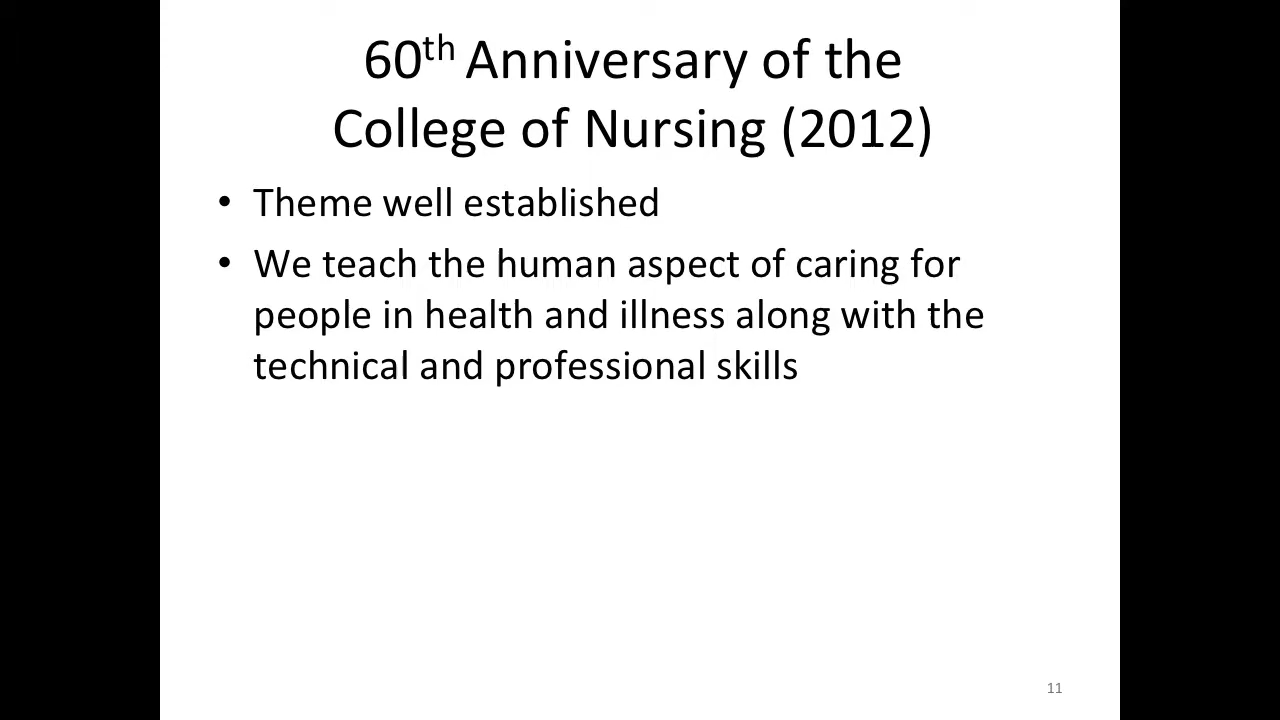 60th Anniversary of the
College of Nursing (2012)
• Theme well established
• We teach the human aspect of caring for
people in health and illness along with the
technical and professional skills
11